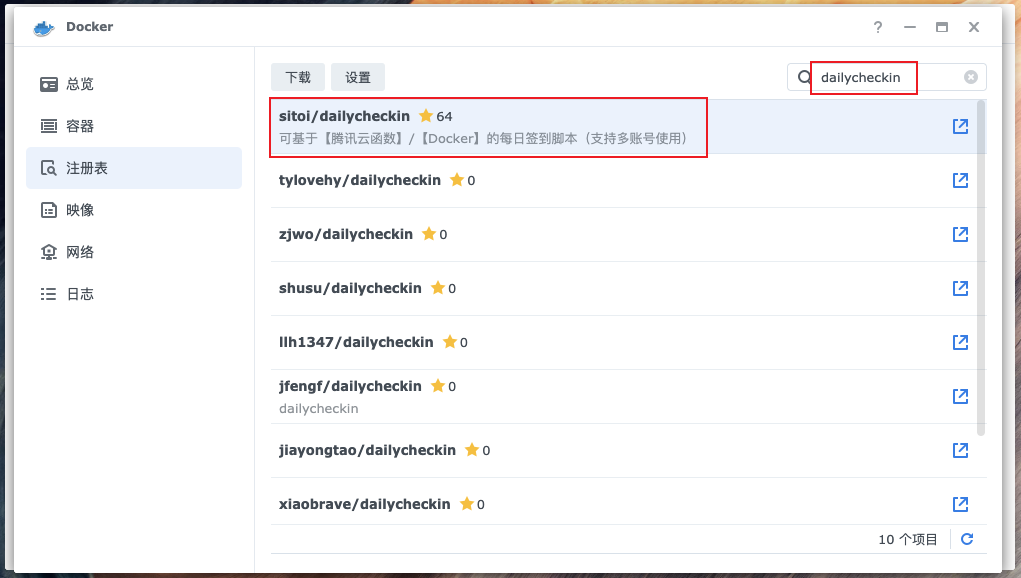 Docker
总览
容器
注册表
映像
网络
日志
下载 设置 dailycheckin
sitoi/dailycheckin 64
可基于【腾讯云函数】/【Docker】的每日签到脚本（支持多账号使用）
tylovehy/dailycheckin 0
zjwo/dailycheckin 0
shusu/dailycheckin 0
llh1347/dailycheckin 0
jfengf/dailycheckin 0
dailycheckin
jiayongtao/dailycheckin 0
xiaobrave/dailycheckin 0
10 个项目